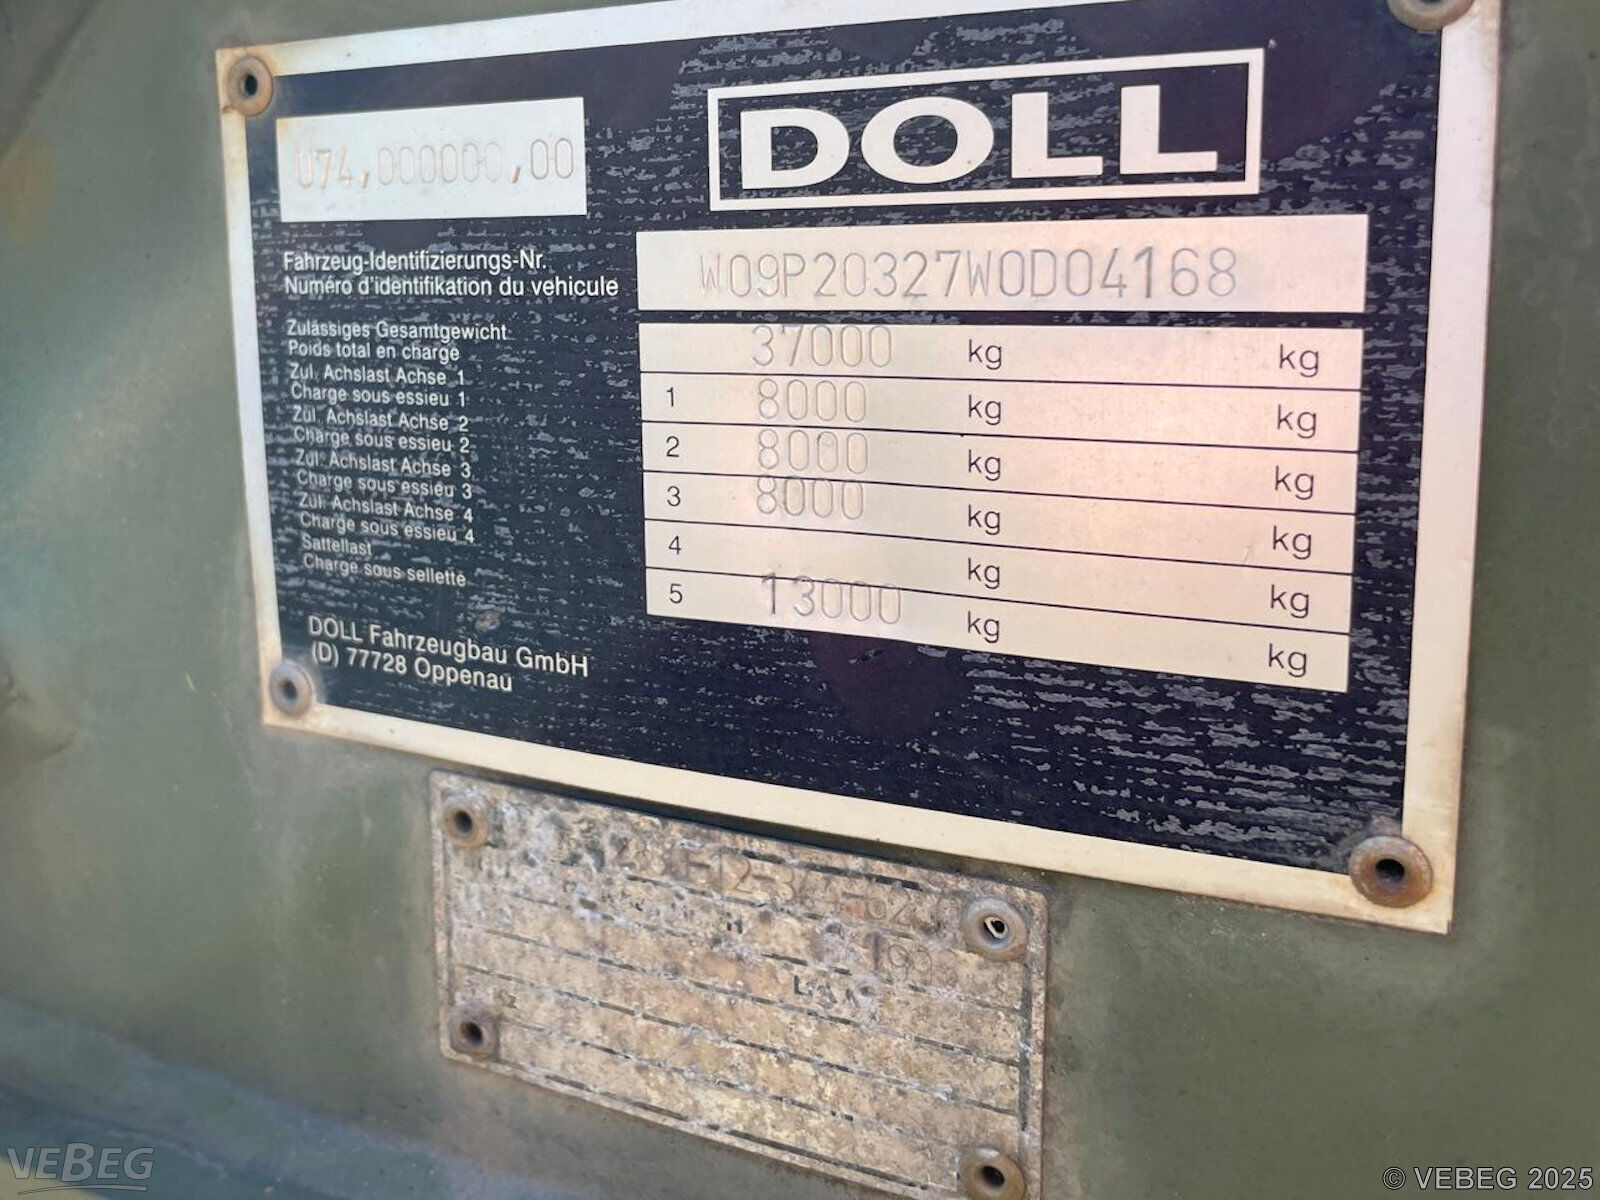 DOLL
U74,000000,00
Fahrzeug-Identifizierungs-Nr.
Numéro d'identifikation du vehicule
W09P20327W0D04168
Zulässiges Gesamtgewicht
Poids total en charge
37000 kg kg
Zul. Achslast Achse 1
Charge sous essieu 1
1 8000 kg kg
Zul. Achslast Achse 2
Charge sous essieu 2
2 8000 kg kg
Zul. Achslast Achse 3
Charge sous essieu 3
3 8000 kg kg
Zul. Achslast Achse 4
Charge sous essieu 4
4 kg kg
Sattellast
Charge sous sellette
5 13000 kg kg
DOLL Fahrzeugbau GmbH
(D) 77728 Oppenau
VEBEG
© VEBEG 2025